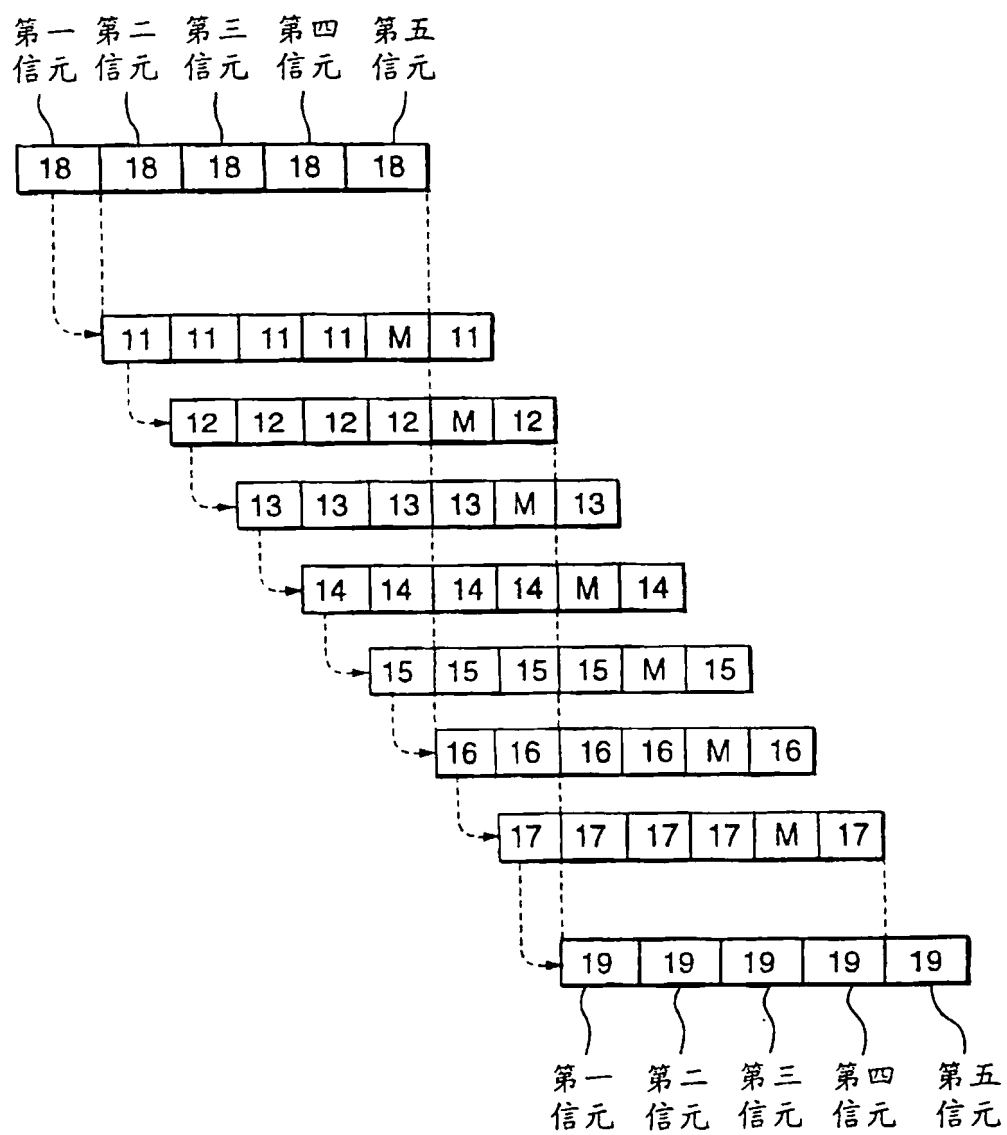 第一 第二 第三 第四 第五
信元 信元 信元 信元 信元
18 18 18 18 18
11 11 11 11 M 11
12 12 12 12 M 12
13 13 13 13 M 13
14 14 14 14 M 14
15 15 15 15 M 15
16 16 16 16 M 16
17 17 17 17 M 17
19 19 19 19 19
第一 第二 第三 第四 第五
信元 信元 信元 信元 信元